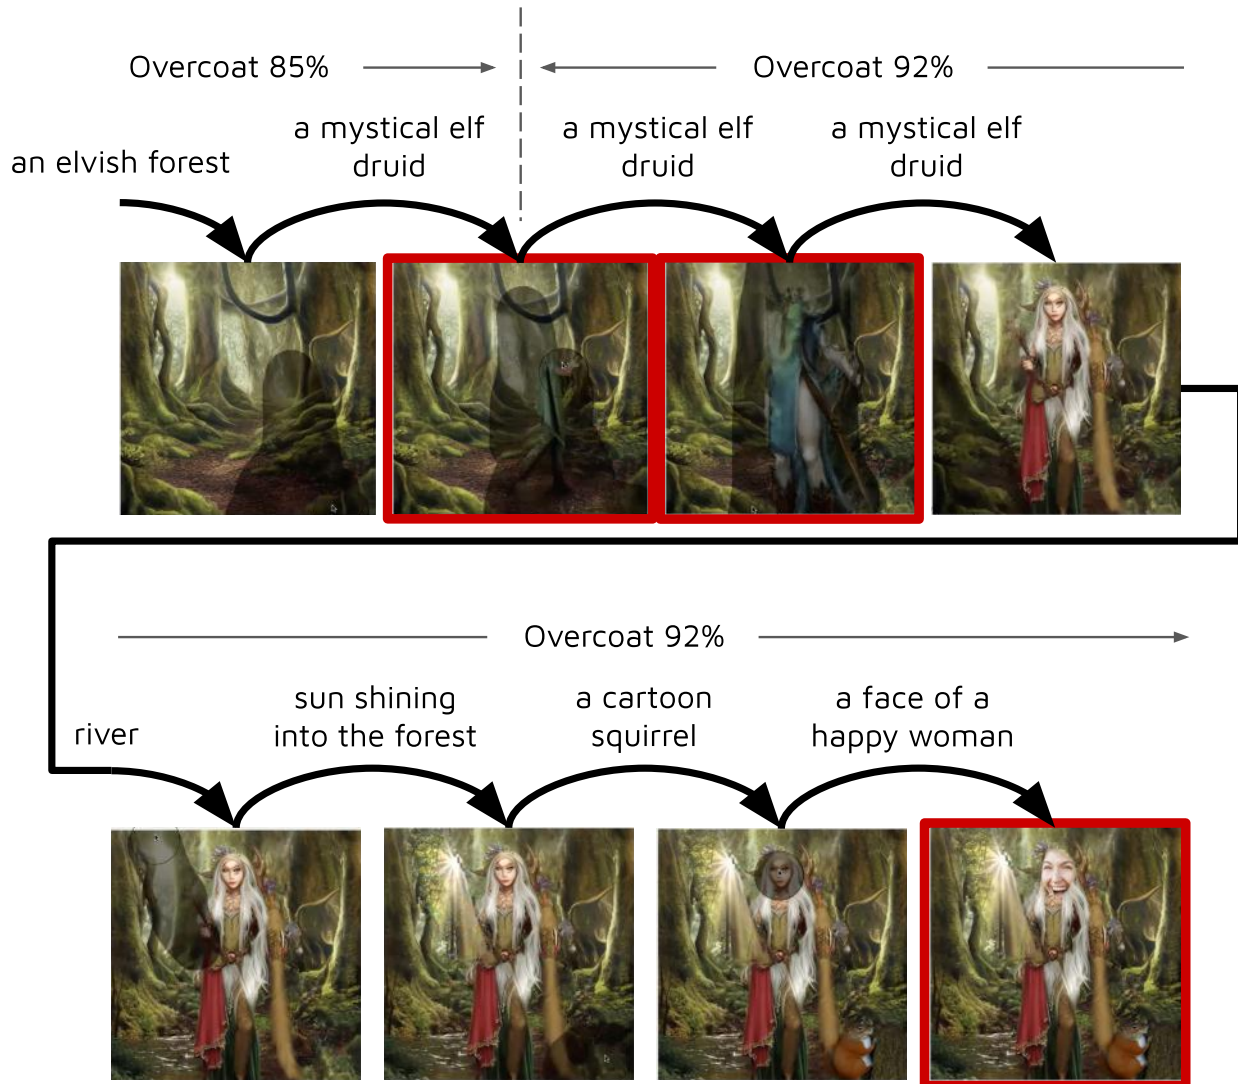 Overcoat 85%
Overcoat 92%
an elvish forest
a mystical elf
druid
a mystical elf
druid
a mystical elf
druid
Overcoat 92%
river
sun shining
into the forest
a cartoon
squirrel
a face of a
happy woman